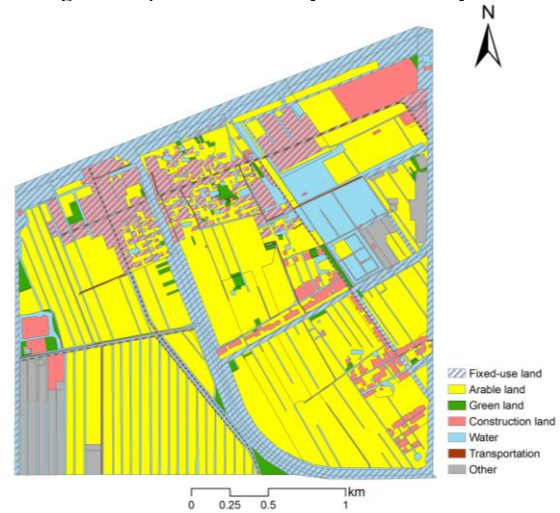 N
Fixed-use land
Arable land
Green land
Construction land
Water
Transportation
Other
km
0 0.25 0.5 1